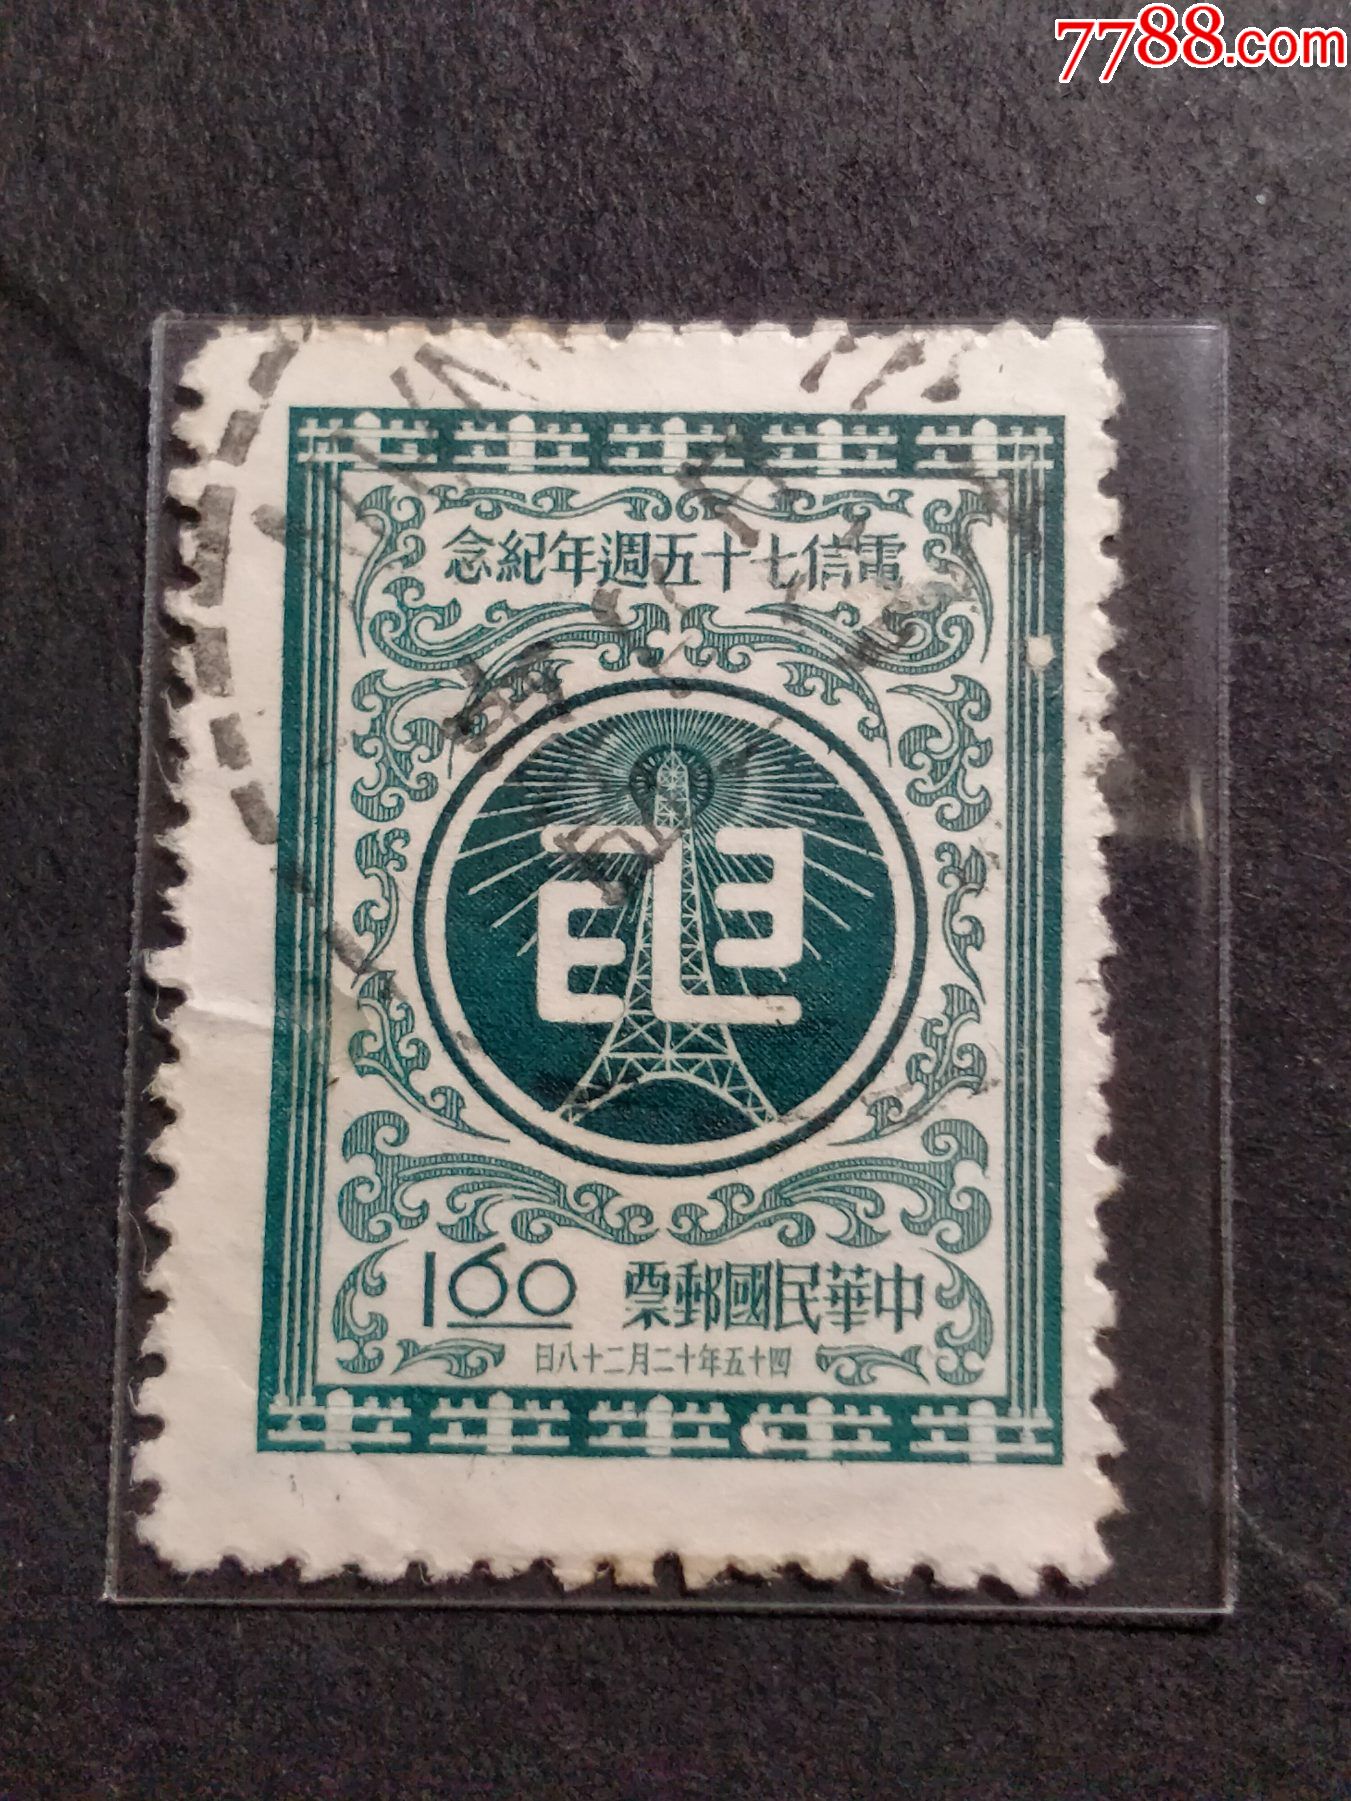 7788.com
電信七十五週年紀念
1.60
中華民國郵票
四十五年十二月二十八日